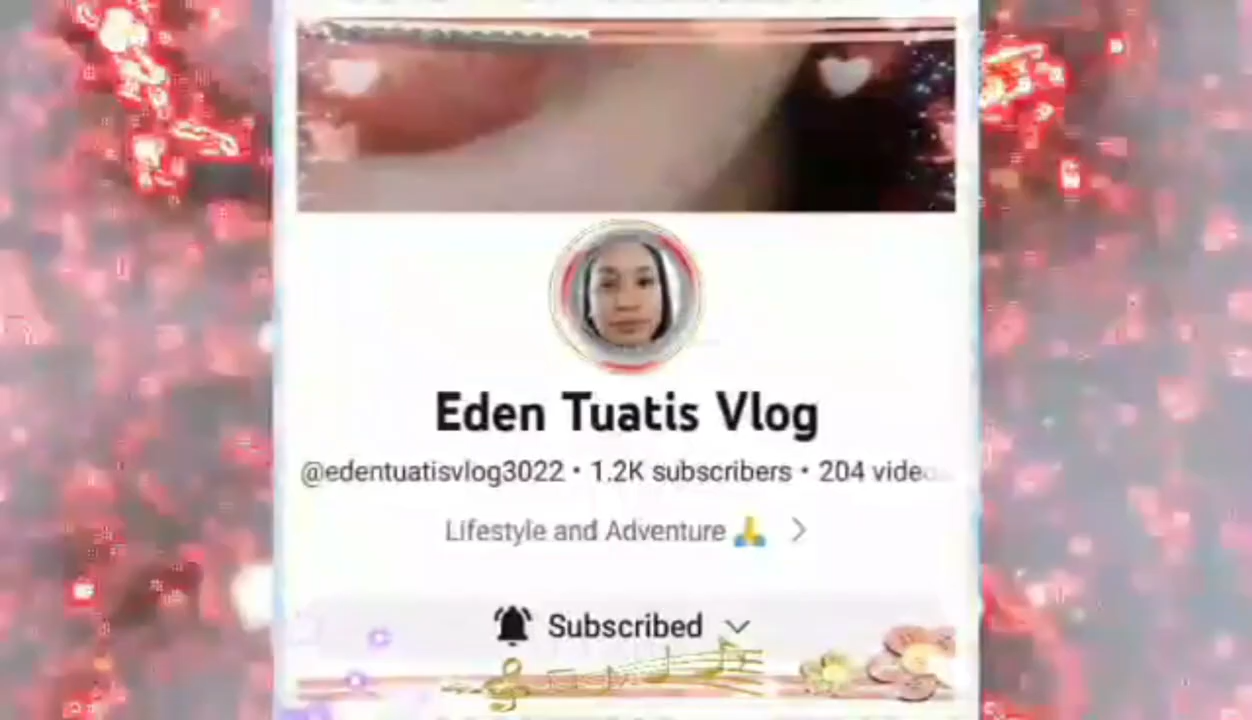 Eden Tuatis Vlog
@edentuatisvlog3022 • 1.2K subscribers • 204
Lifestyle and Adventure 🙏 >
Subscribed